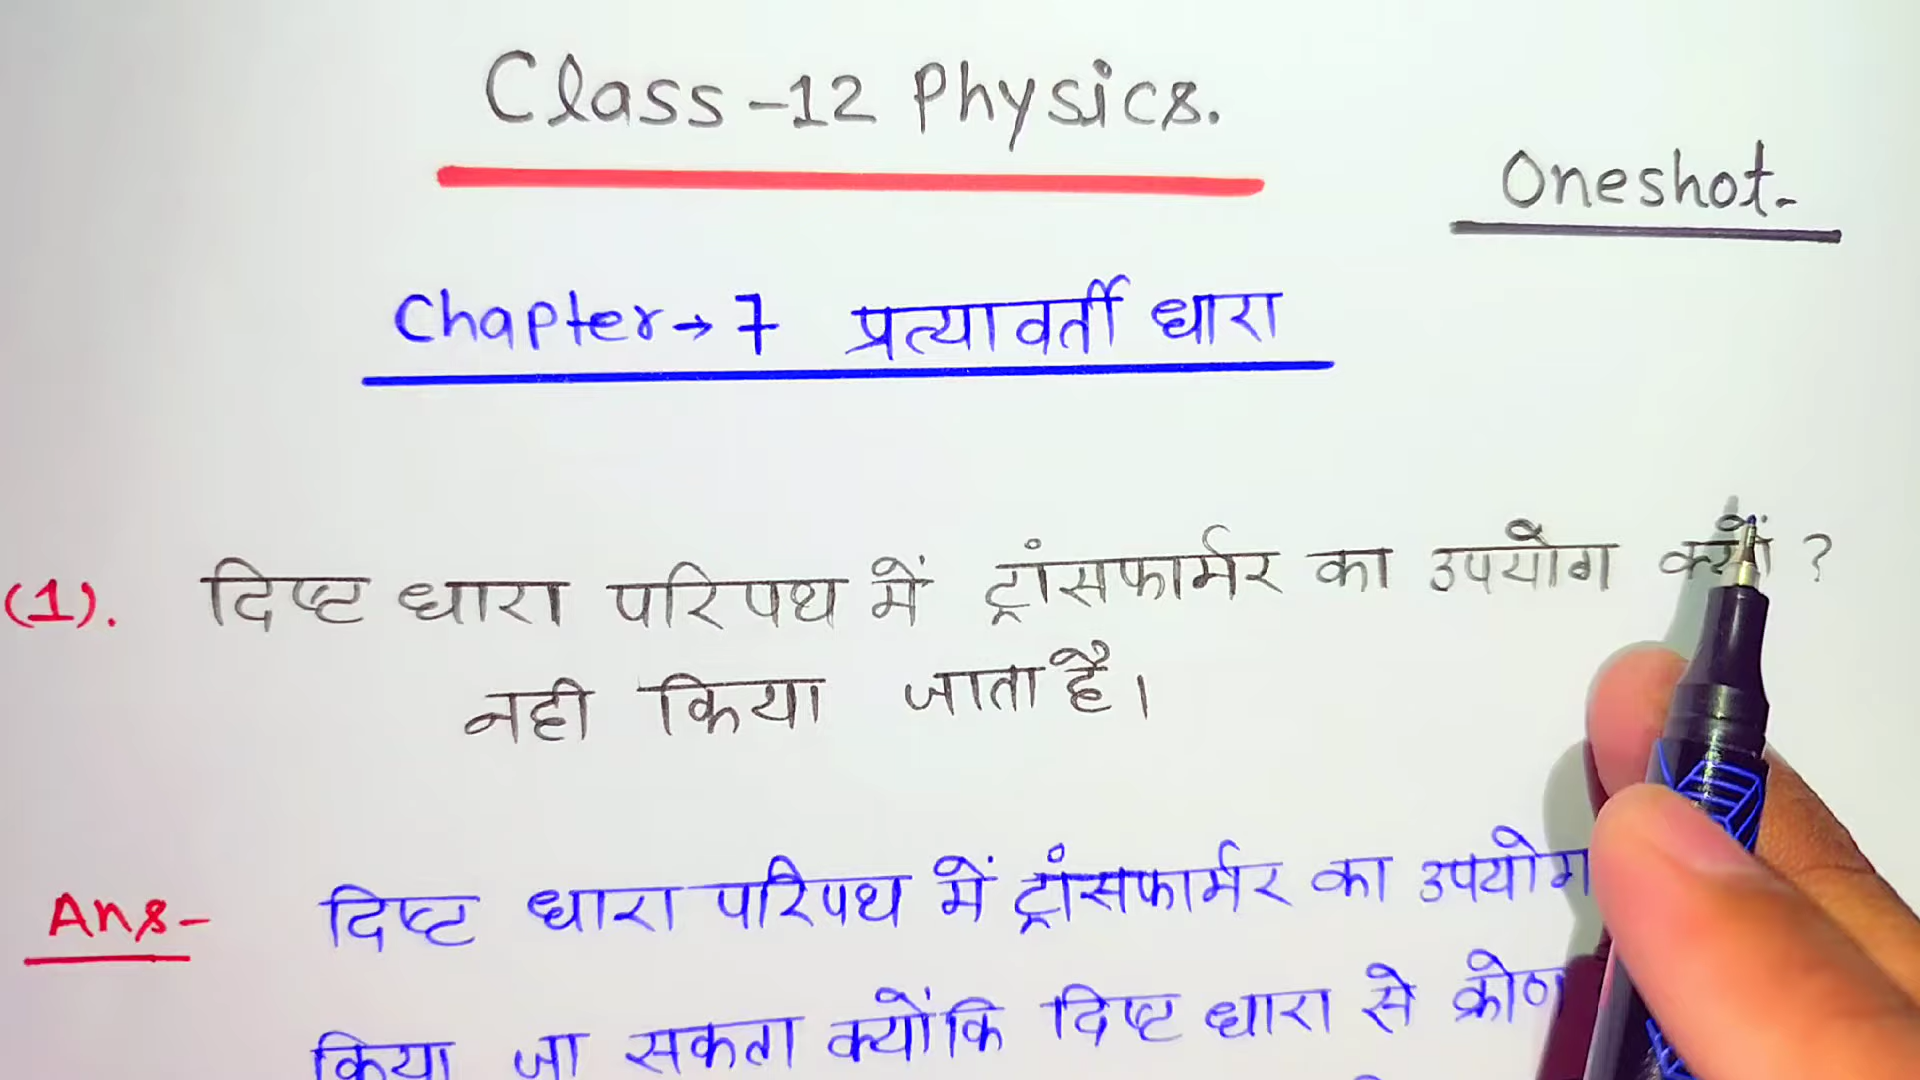 Class-12 Physics.
Oneshot.
Chapter→7 प्रत्यावर्ती धारा
(1). दिष्ट धारा परिपथ में ट्रांसफार्मर का उपयोग क्यों ?
नही किया जाता है।
Ans- दिष्ट धारा परिपथ में ट्रांसफार्मर का उपयोग
किया जा सकता क्योंकि दिष्ट धारा से क्रोण